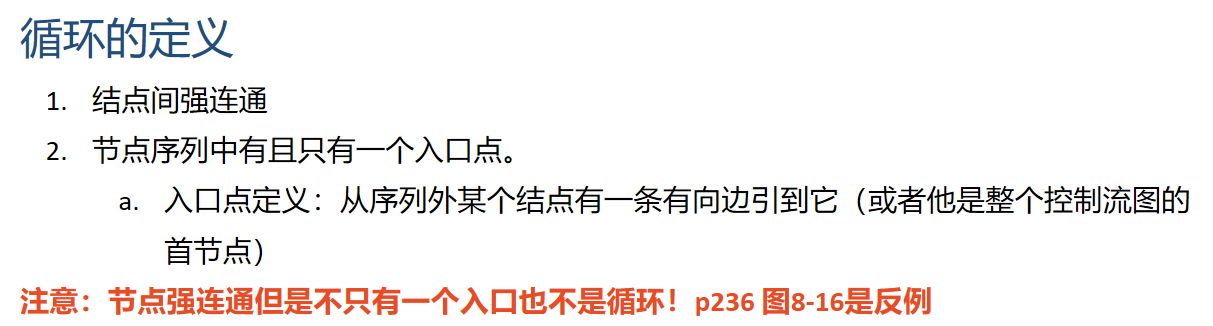 循环的定义
1. 结点间强连通
2. 节点序列中有且只有一个入口点。
a. 入口点定义：从序列外某个结点有一条有向边引到它（或者他是整个控制流图的
首节点）
注意：节点强连通但是不只有一个入口也不是循环！p236 图8-16是反例